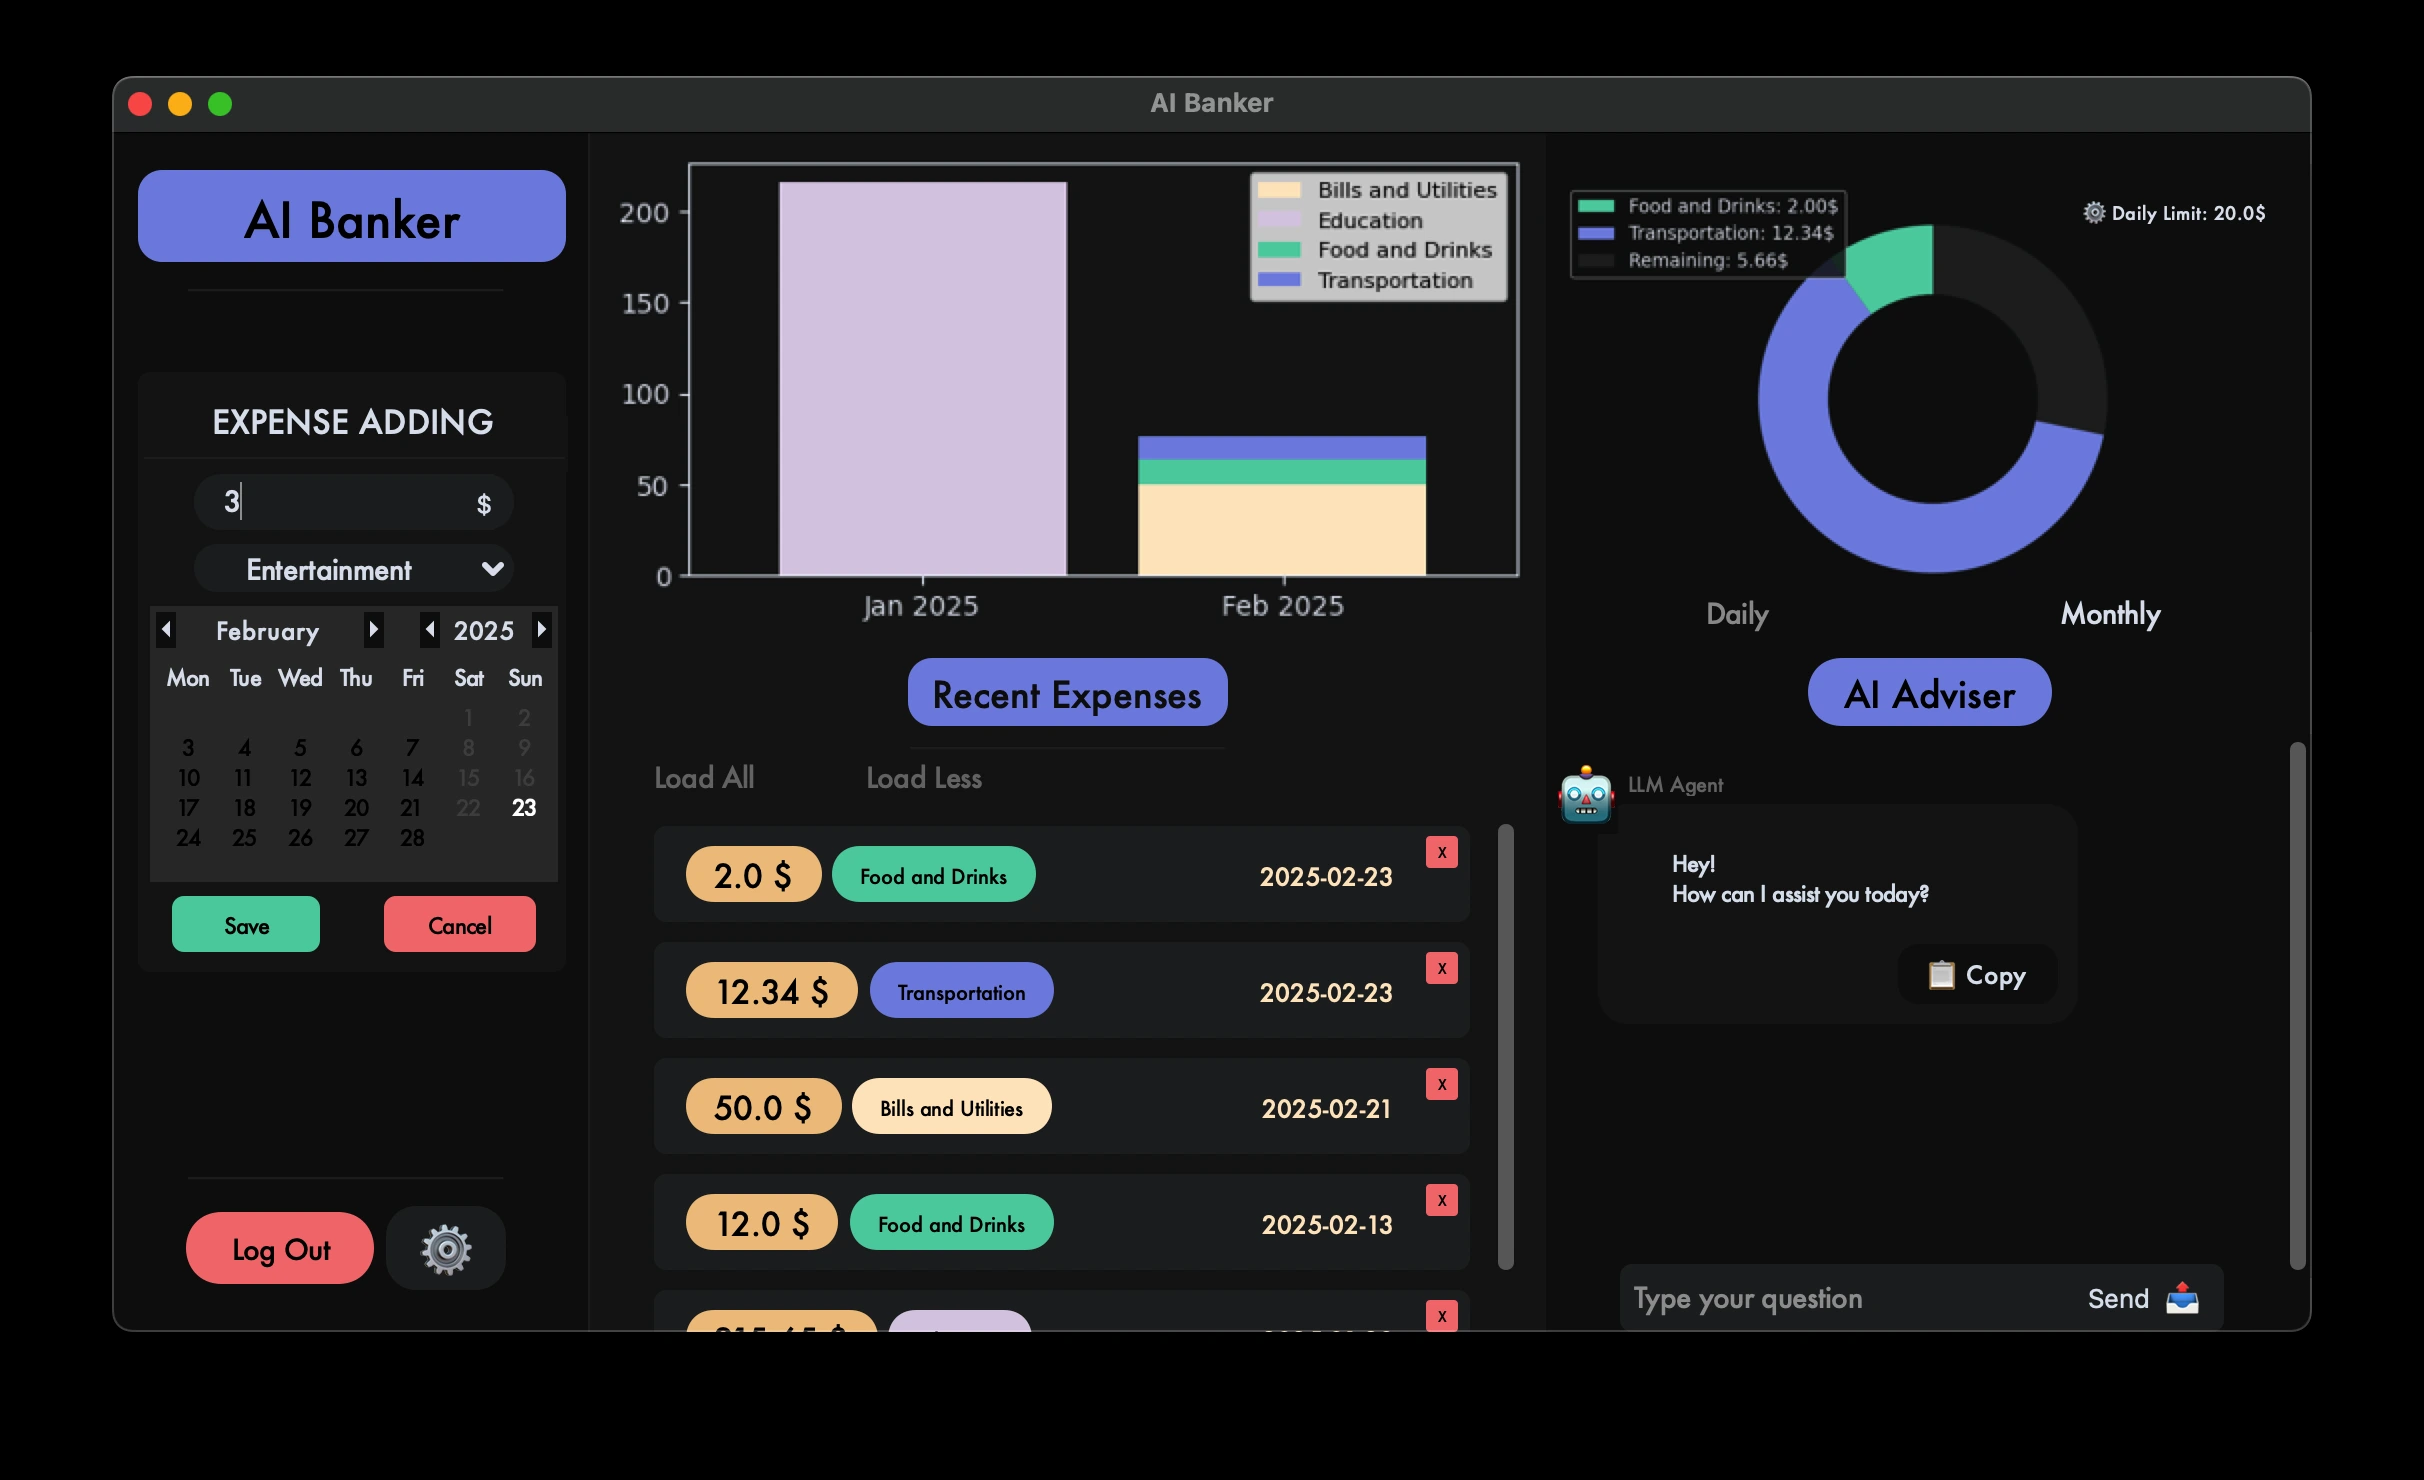 AI Banker
AI Banker
EXPENSE ADDING
3 $
Entertainment
February 2025
Mon Tue Wed Thu Fri Sat Sun
1 2
3 4 5 6 7 8 9
10 11 12 13 14 15 16
17 18 19 20 21 22 23
24 25 26 27 28
Save Cancel
Log Out
200
150
100
50
0
Jan 2025 Feb 2025
Bills and Utilities
Education
Food and Drinks
Transportation
Recent Expenses
Load All Load Less
2.0 $ Food and Drinks 2025-02-23 X
12.34 $ Transportation 2025-02-23 X
50.0 $ Bills and Utilities 2025-02-21 X
12.0 $ Food and Drinks 2025-02-13 X
X
Food and Drinks: 2.00$
Transportation: 12.34$
Remaining: 5.66$
Daily Limit: 20.0$
Daily Monthly
AI Adviser
LLM Agent
Hey!
How can I assist you today?
Copy
Type your question Send